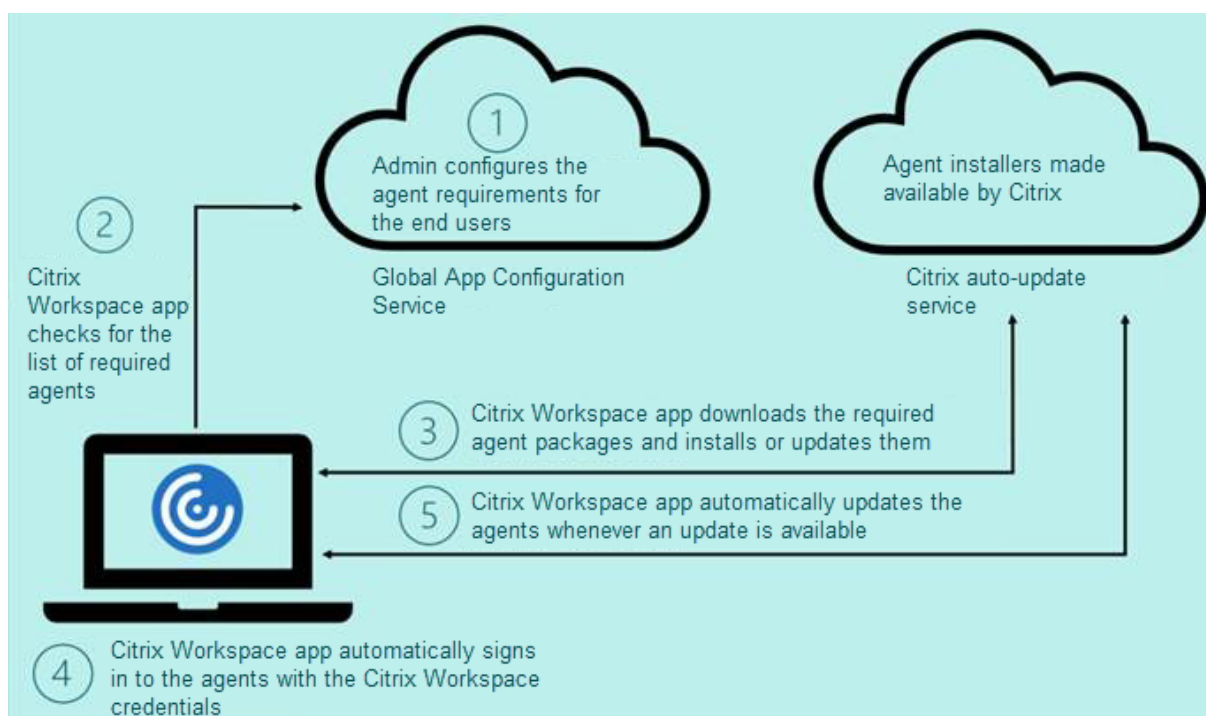 1
Admin configures the
agent requirements for
the end users
Global App Configuration
Service
Agent installers made
available by Citrix
Citrix auto-update
service
2
Citrix
Workspace app
checks for the
list of required
agents
3
Citrix Workspace app downloads the required
agent packages and installs or updates them
5
Citrix Workspace app automatically updates the
agents whenever an update is available
4
Citrix Workspace app automatically signs
in to the agents with the Citrix Workspace
credentials